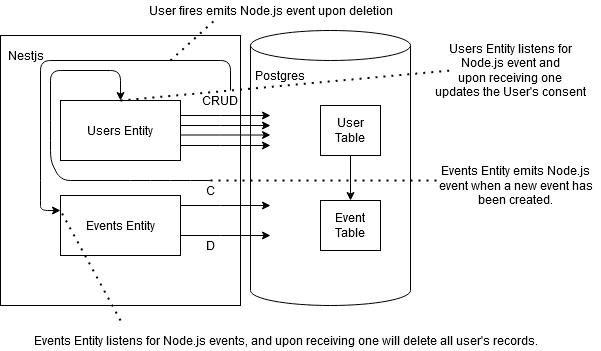 User fires emits Node.js event upon deletion
Nestjs
Postgres
Users Entity listens for
Node.js event and
upon receiving one
updates the User's consent
CRUD
Users Entity
User
Table
Events Entity emits Node.js
event when a new event has
been created.
C
Events Entity
Event
Table
D
Events Entity listens for Node.js events, and upon receiving one will delete all user's records.